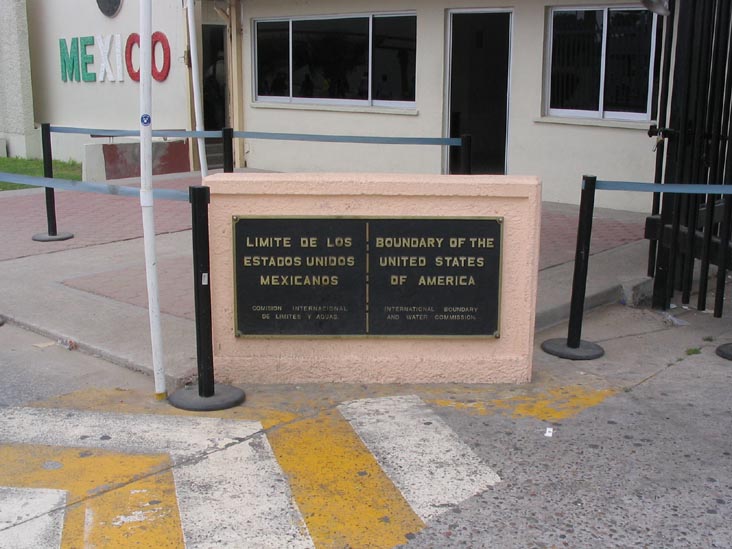 MEXICO
LIMITE DE LOS
ESTADOS UNIDOS
MEXICANOS
COMISION INTERNACIONAL
DE LIMITES Y AGUAS.
BOUNDARY OF THE
UNITED STATES
OF AMERICA
INTERNATIONAL BOUNDARY
AND WATER COMMISSION.